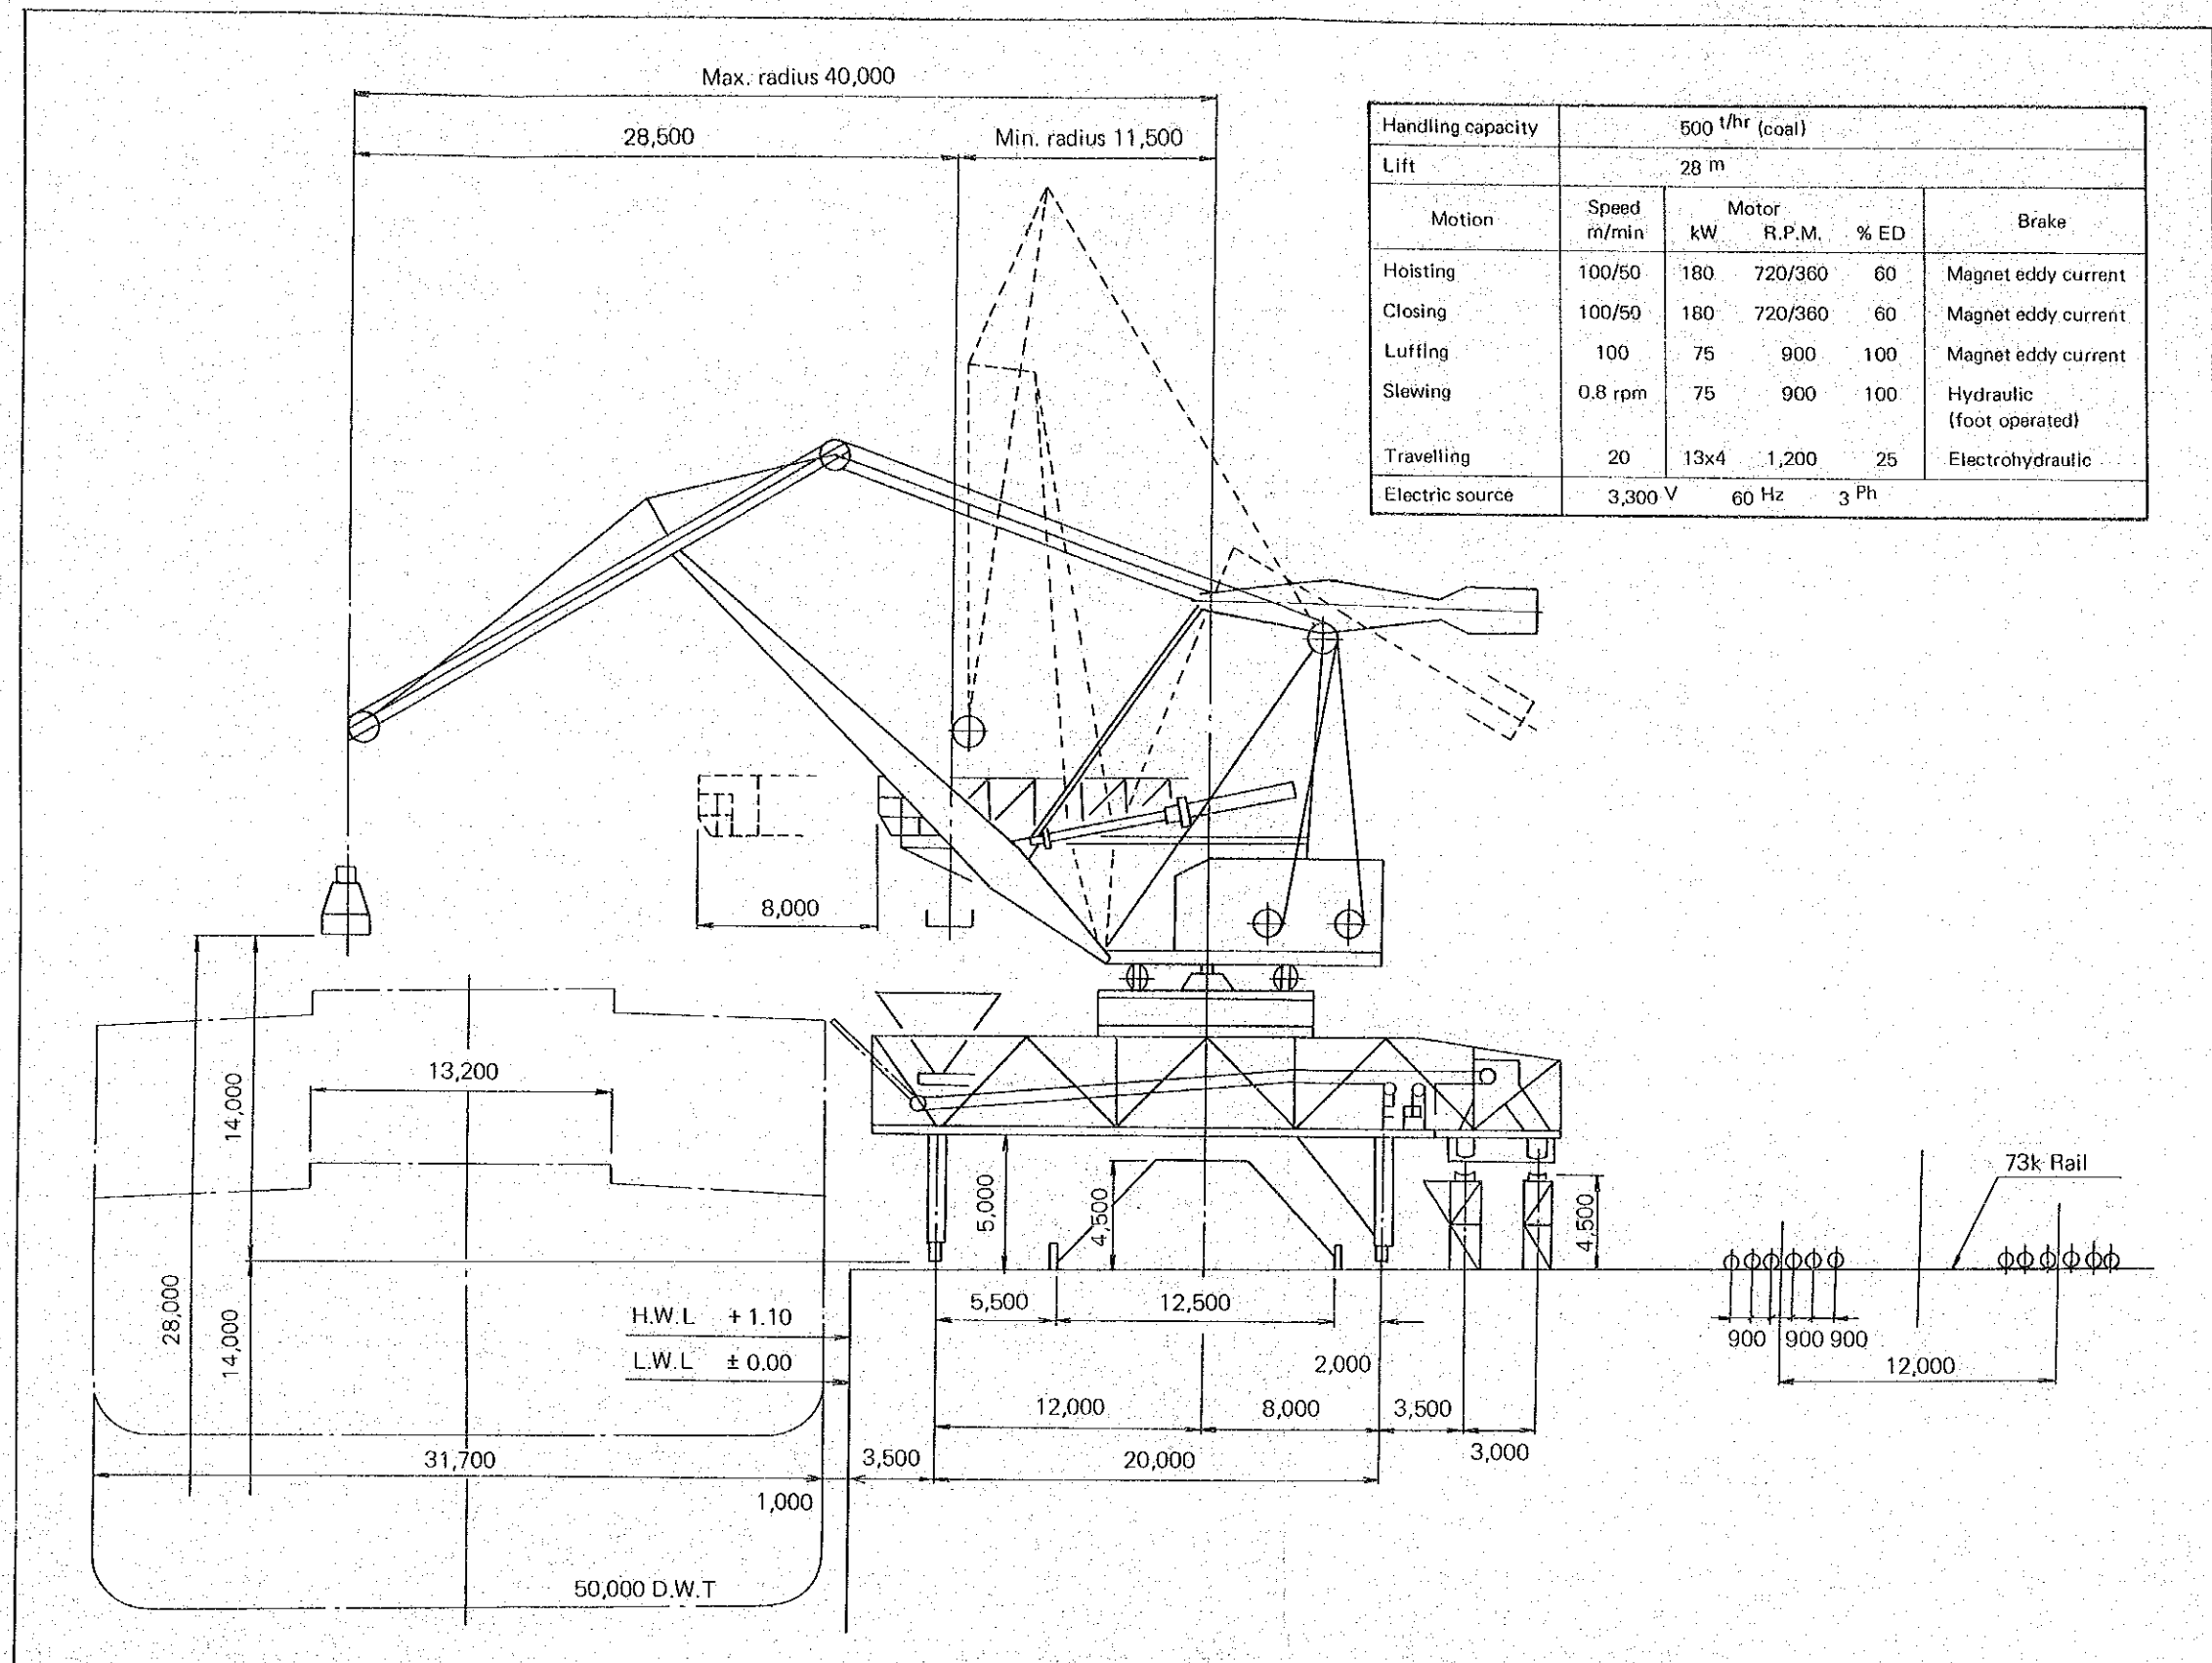 Max. radius 40,000
28,500
Min. radius 11,500
Handling capacity 500 t/hr (coal)
Lift 28 m
Motion Speed m/min Motor kW R.P.M. % ED Brake
Hoisting 100/50 180 720/360 60 Magnet eddy current
Closing 100/50 180 720/360 60 Magnet eddy current
Luffing 100 75 900 100 Magnet eddy current
Slewing 0.8 rpm 75 900 100 Hydraulic
(foot operated)
Travelling 20 13x4 1,200 25 Electrohydraulic
Electric source 3,300 V 60 Hz 3 Ph
8,000
14,000
13,200
28,000
14,000
5,000
4,500
4,500
73k Rail
5,500
12,500
H.W.L + 1.10
L.W.L ± 0.00
2,000
900
900
900
12,000
12,000
8,000
3,500
3,000
31,700
3,500
20,000
1,000
50,000 D.W.T